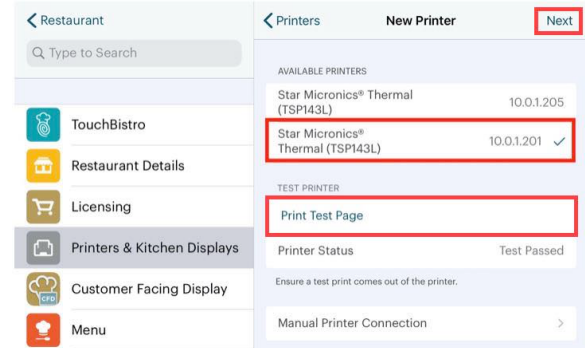 Restaurant
Type to Search
TouchBistro
Restaurant Details
Licensing
Printers & Kitchen Displays
CFD
Customer Facing Display
Menu
Printers
New Printer
Next
AVAILABLE PRINTERS
Star Micronics® Thermal
(TSP143L)
10.0.1.205
Star Micronics®
Thermal (TSP143L)
10.0.1.201
TEST PRINTER
Print Test Page
Printer Status
Test Passed
Ensure a test print comes out of the printer.
Manual Printer Connection